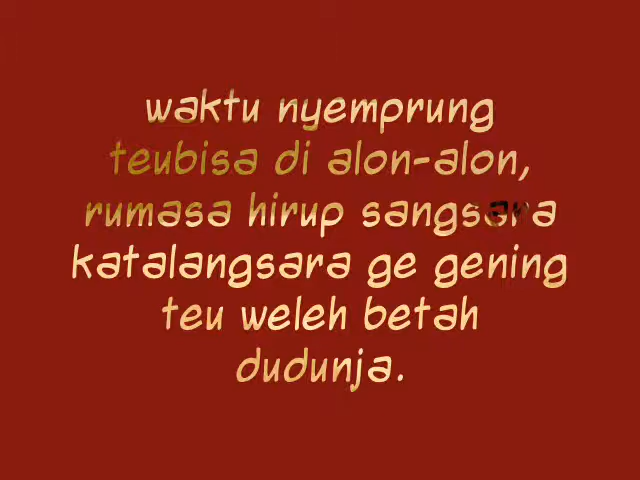 waktu nyemprung
teubisa di alon-alon,
rumasa hirup sangsara
katalangsara ge gening
teu weleh betah
dudunja.